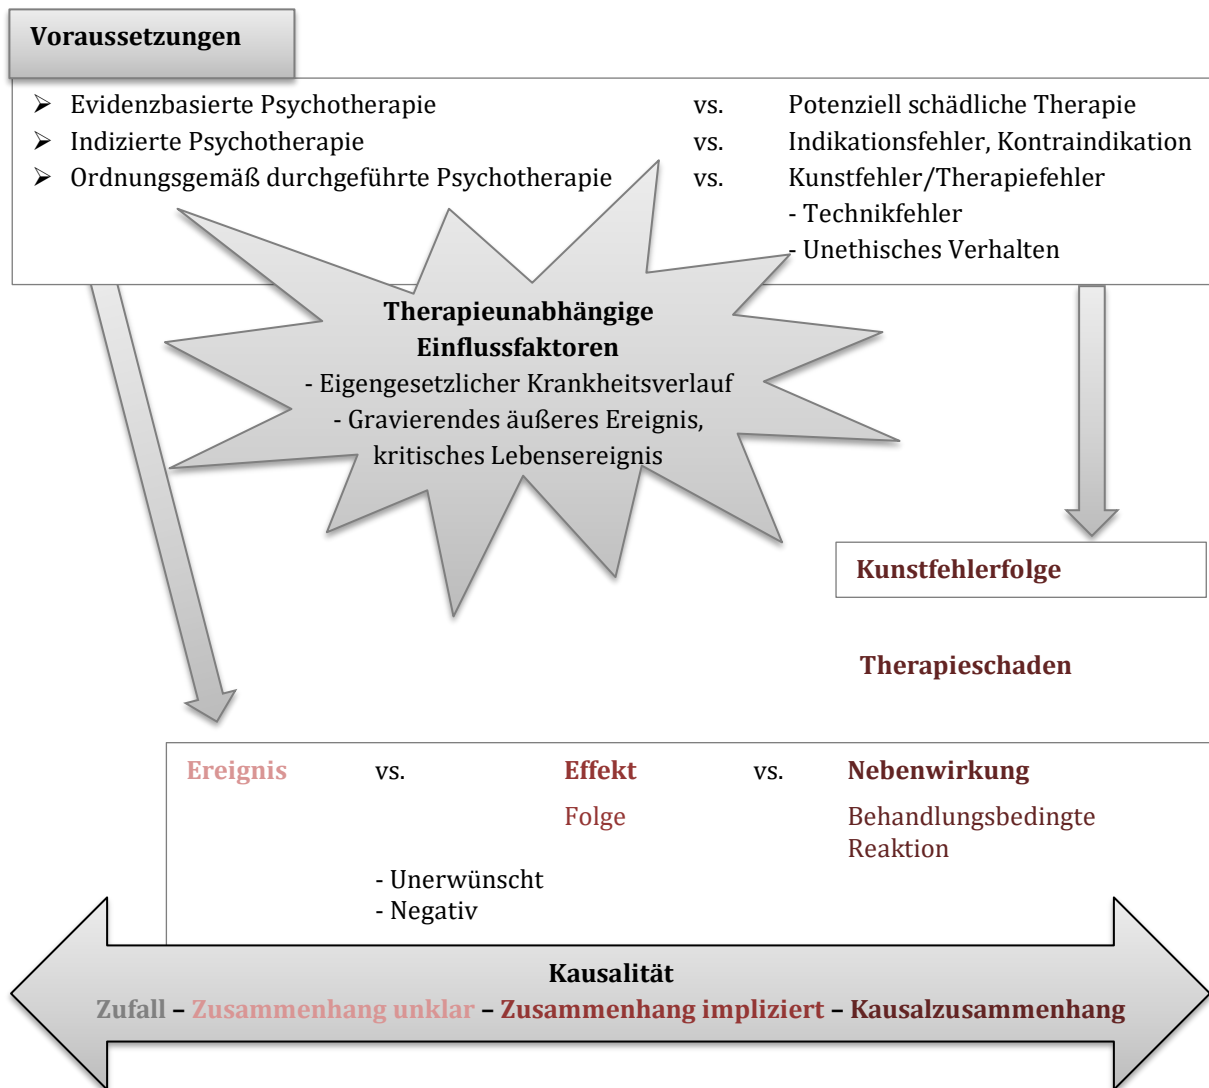 Voraussetzungen
➢ Evidenzbasierte Psychotherapie vs. Potenziell schädliche Therapie
➢ Indizierte Psychotherapie vs. Indikationsfehler, Kontraindikation
➢ Ordnungsgemäß durchgeführte Psychotherapie vs. Kunstfehler/Therapiefehler
- Technikfehler
- Unethisches Verhalten
Therapieunabhängige
Einflussfaktoren
- Eigengesetzlicher Krankheitsverlauf
- Gravierendes äußeres Ereignis,
kritisches Lebensereignis
Kunstfehlerfolge
Therapieschaden
Ereignis vs. Effekt vs. Nebenwirkung
Folge Behandlungsbedingte
Reaktion
- Unerwünscht
- Negativ
Kausalität
Zufall – Zusammenhang unklar – Zusammenhang impliziert – Kausalzusammenhang